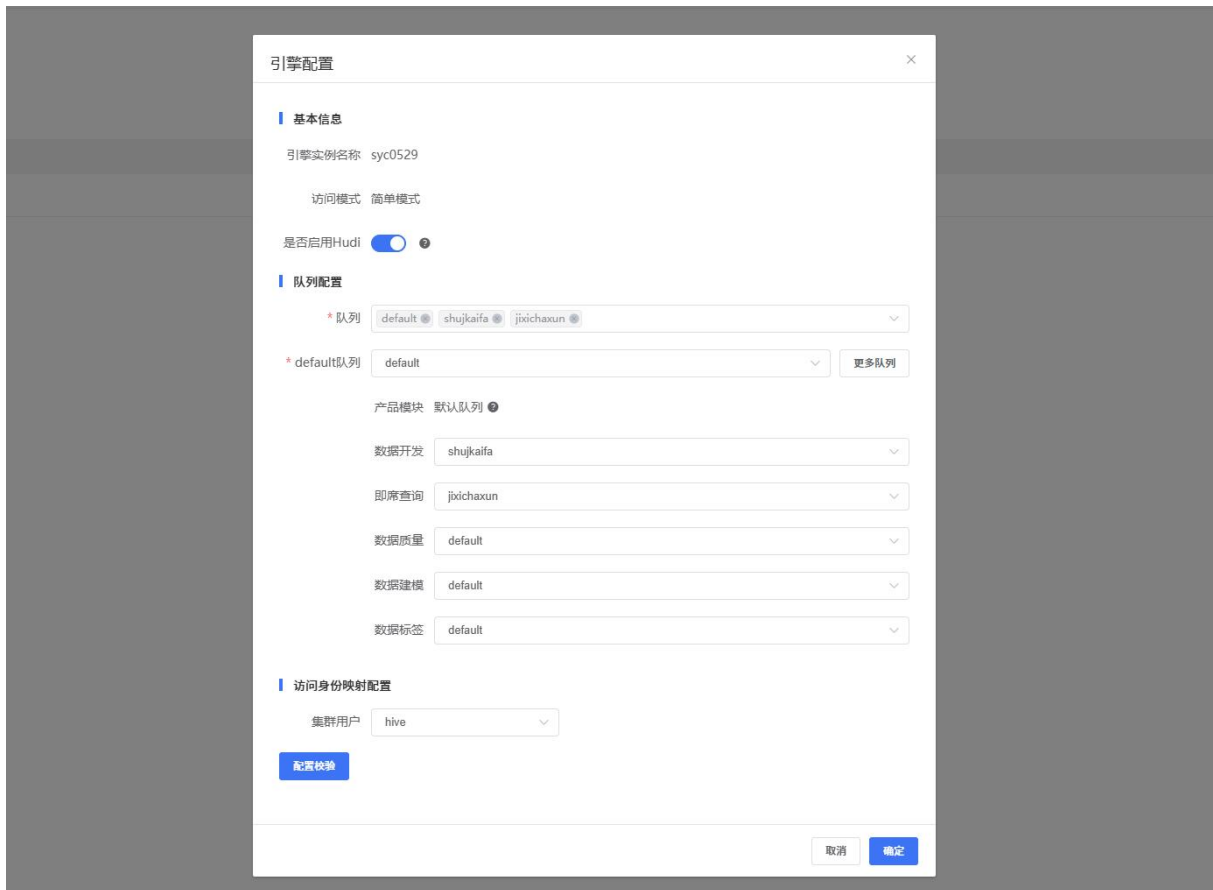 引擎配置
基本信息
引擎实例名称 syc0529
访问模式 简单模式
是否启用Hudi
队列配置
* 队列 default shujkaifa jixichaxun
* default队列 default 更多队列
产品模块 默认队列
数据开发 shujkaifa
即席查询 jixichaxun
数据质量 default
数据建模 default
数据标签 default
访问身份映射配置
集群用户 hive
配置校验
取消 确定